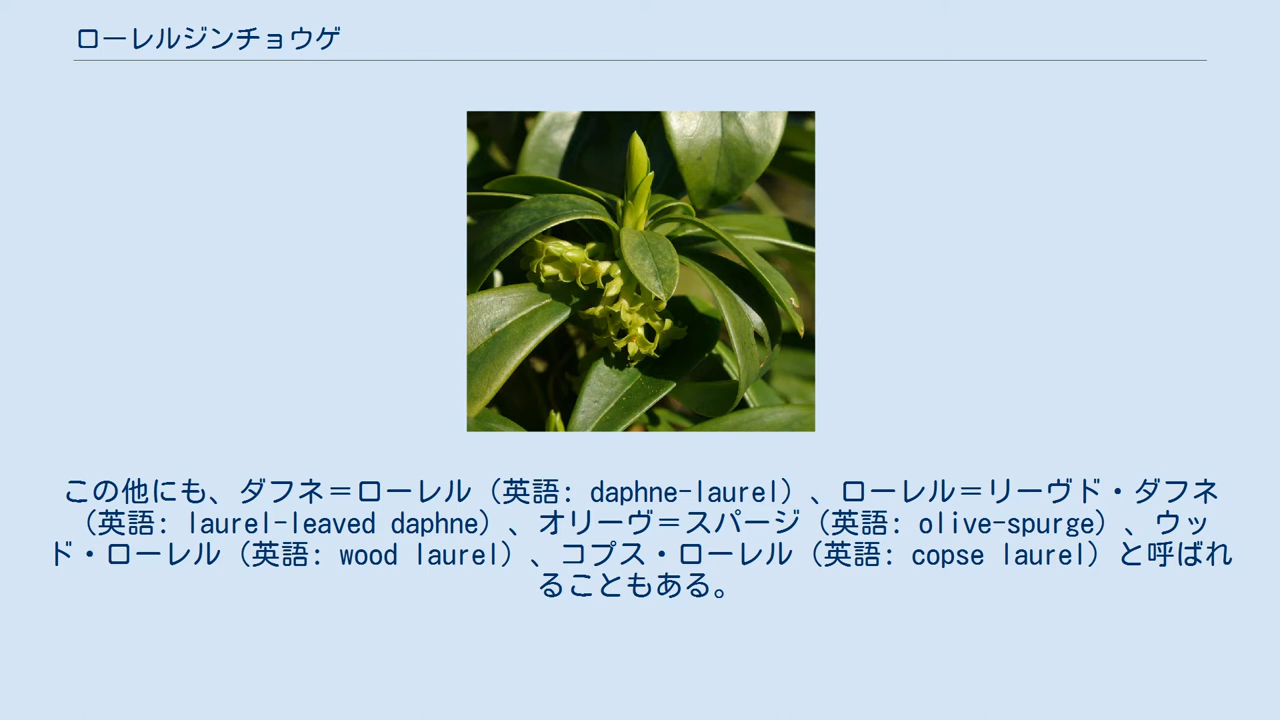 ローレルジンチョウゲ
この他にも、ダフネ＝ローレル（英語: daphne-laurel）、ローレル＝リーヴド・ダフネ
（英語: laurel-leaved daphne）、オリーヴ＝スパージ（英語: olive-spurge）、ウッ
ド・ローレル（英語: wood laurel）、コプス・ローレル（英語: copse laurel）と呼ばれ
ることもある。